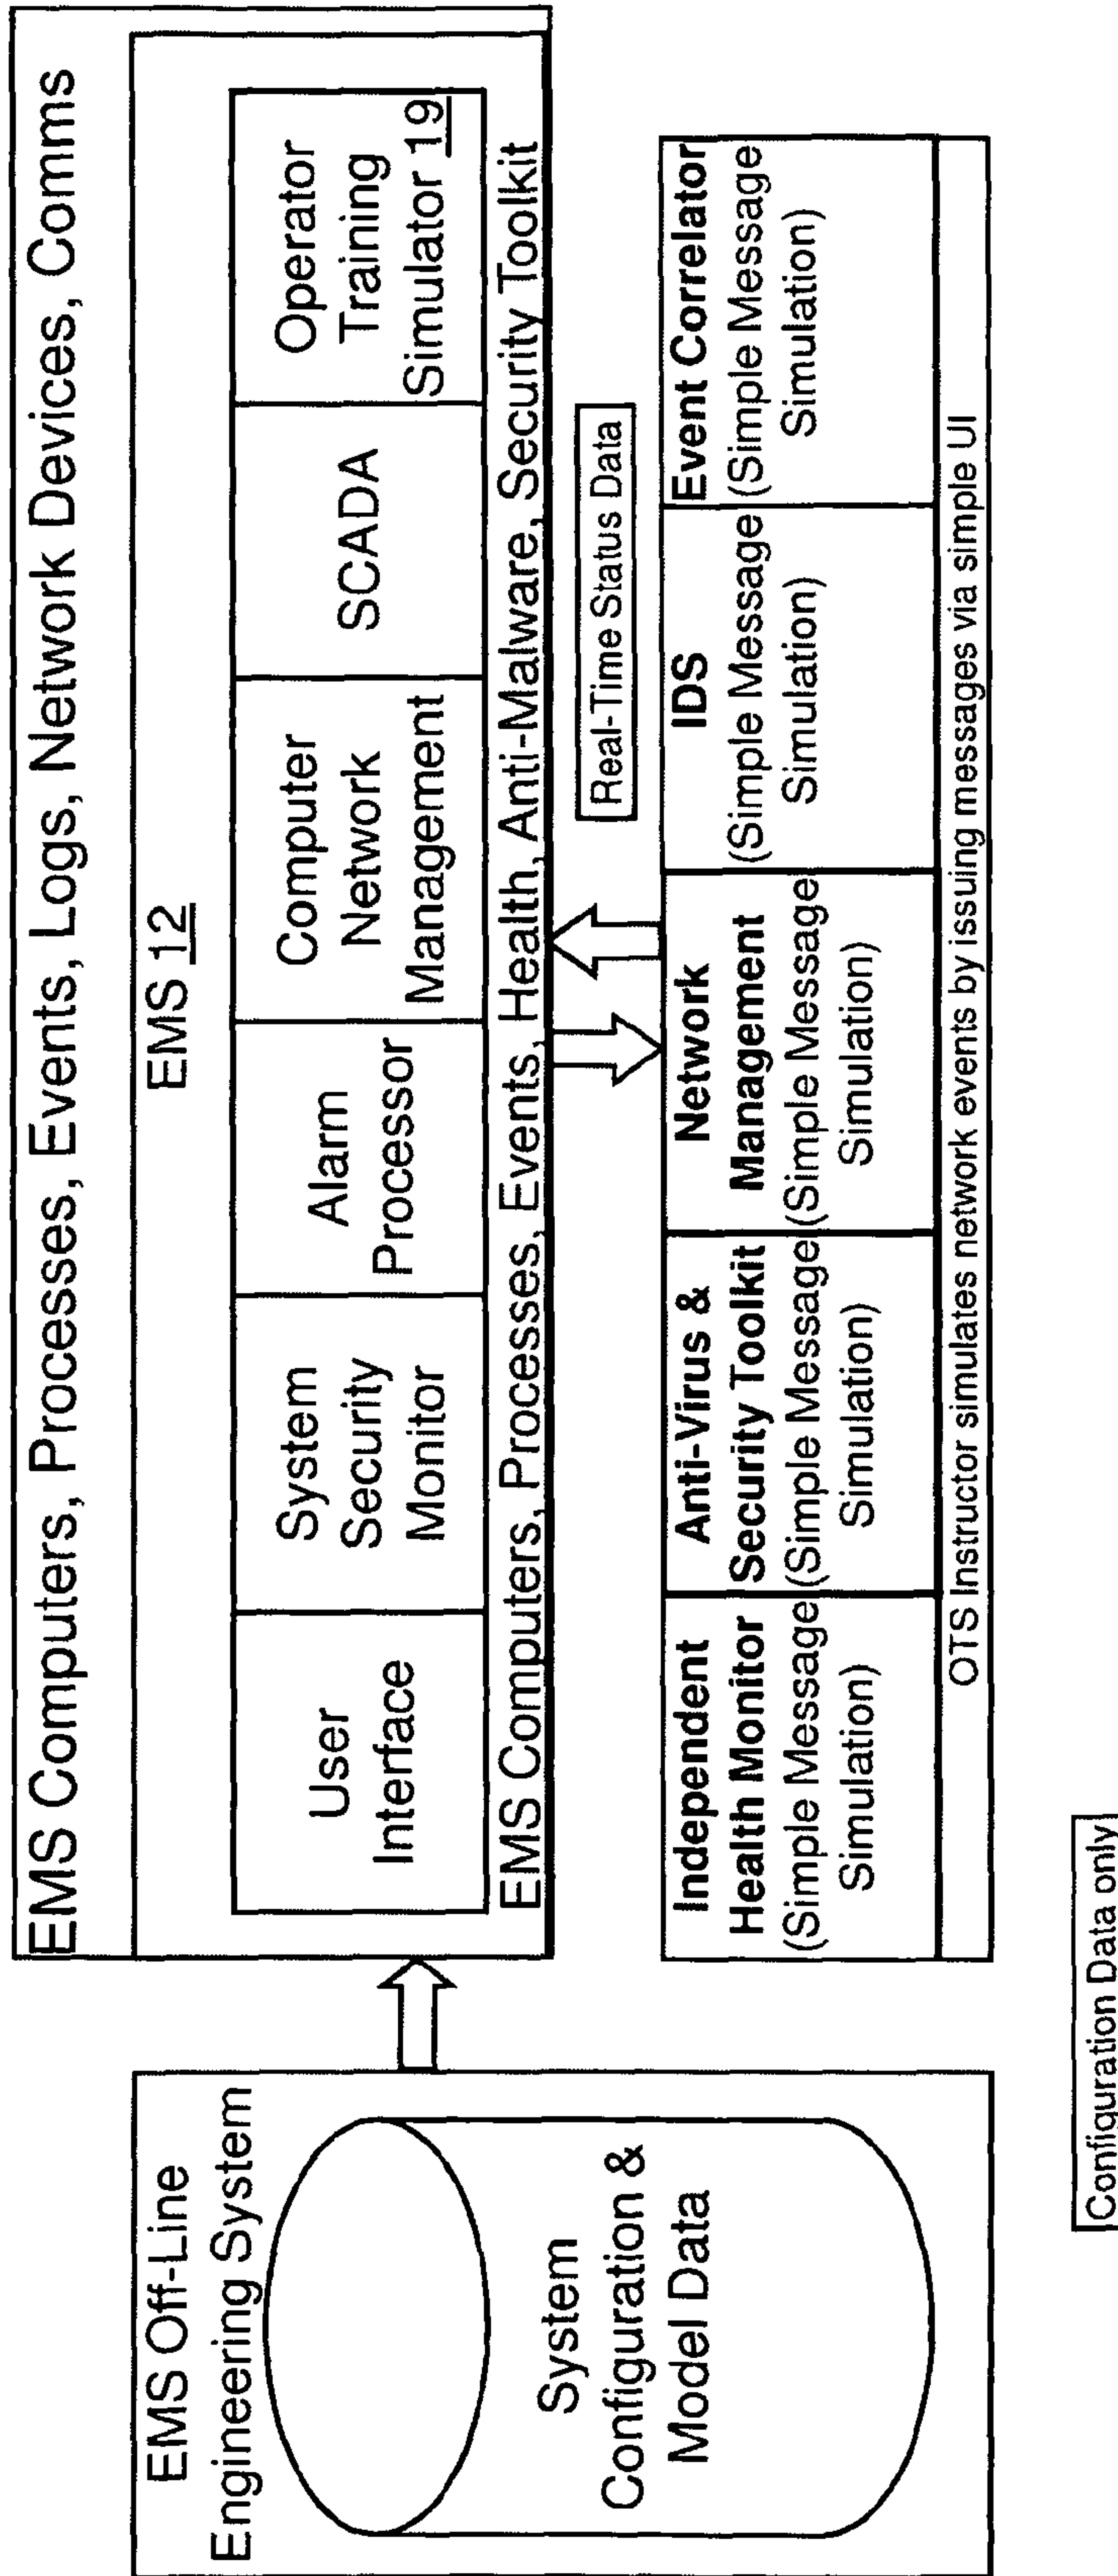 EMS Computers, Processes, Events, Logs, Network Devices, Comms
EMS 12
User
Interface
System
Security
Monitor
Alarm
Processor
Computer
Network
Management
SCADA
Operator
Training
Simulator 19
EMS Computers, Processes, Events, Health, Anti-Malware, Security Toolkit
EMS Off-Line
Engineering System
System
Configuration &
Model Data
Real-Time Status Data
Independent
Health Monitor
(Simple Message
Simulation)
Anti-Virus &
Security Toolkit
(Simple Message
Simulation)
Network
Management
(Simple Message
Simulation)
IDS
(Simple Message
Simulation)
Event Correlator
(Simple Message
Simulation)
OTS Instructor simulates network events by issuing messages via simple UI
Configuration Data only